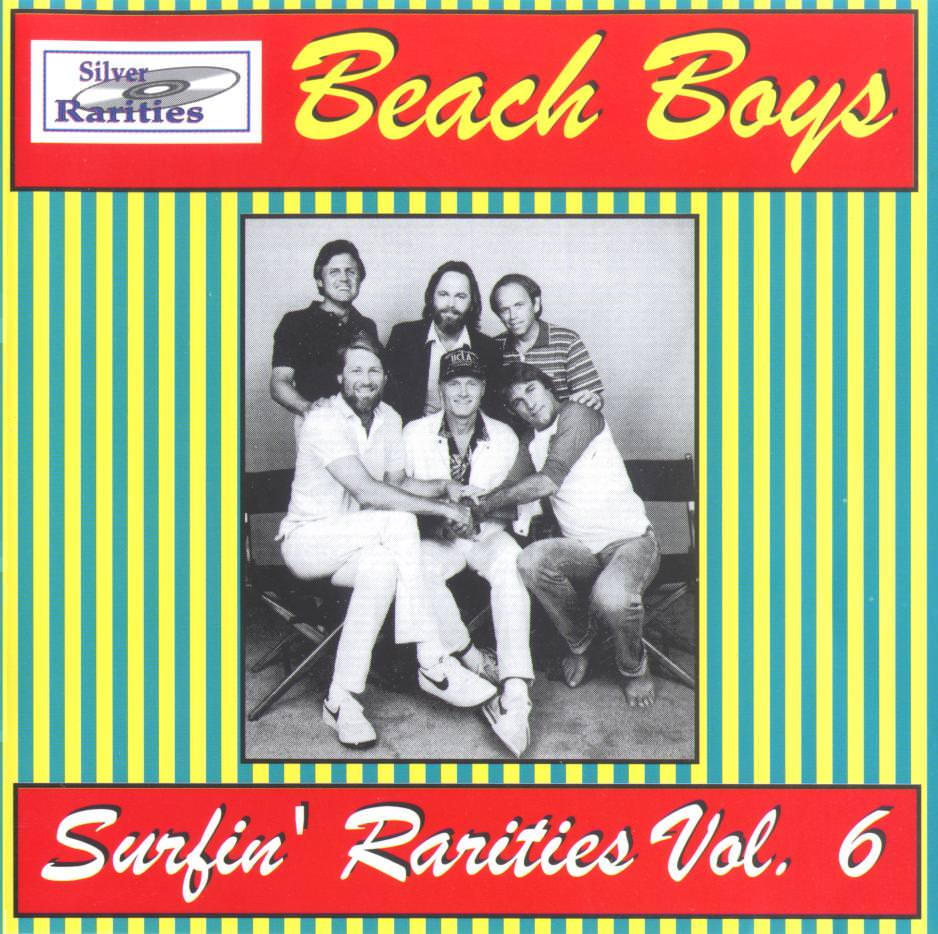 Silver
Rarities
Beach Boys
UCLA
Surfin' Rarities Vol. 6